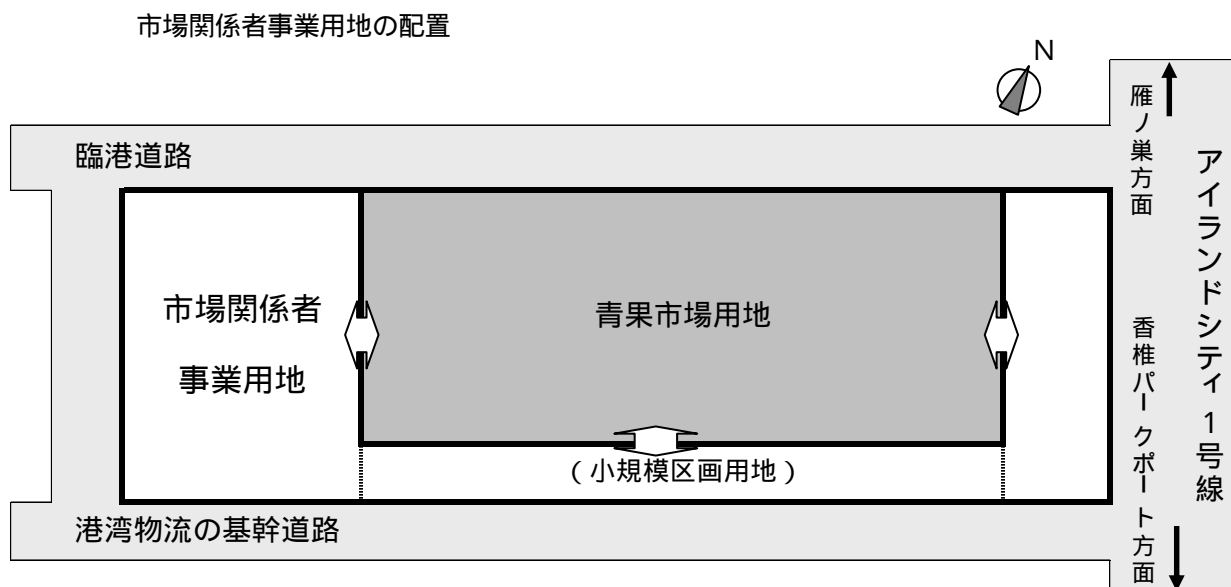 市場関係者事業用地の配置
N
臨港道路
雁ノ巣方面
アイランドシティ1号線
市場関係者
事業用地
青果市場用地
香椎パークポート方面
(小規模区画用地)
港湾物流の基幹道路